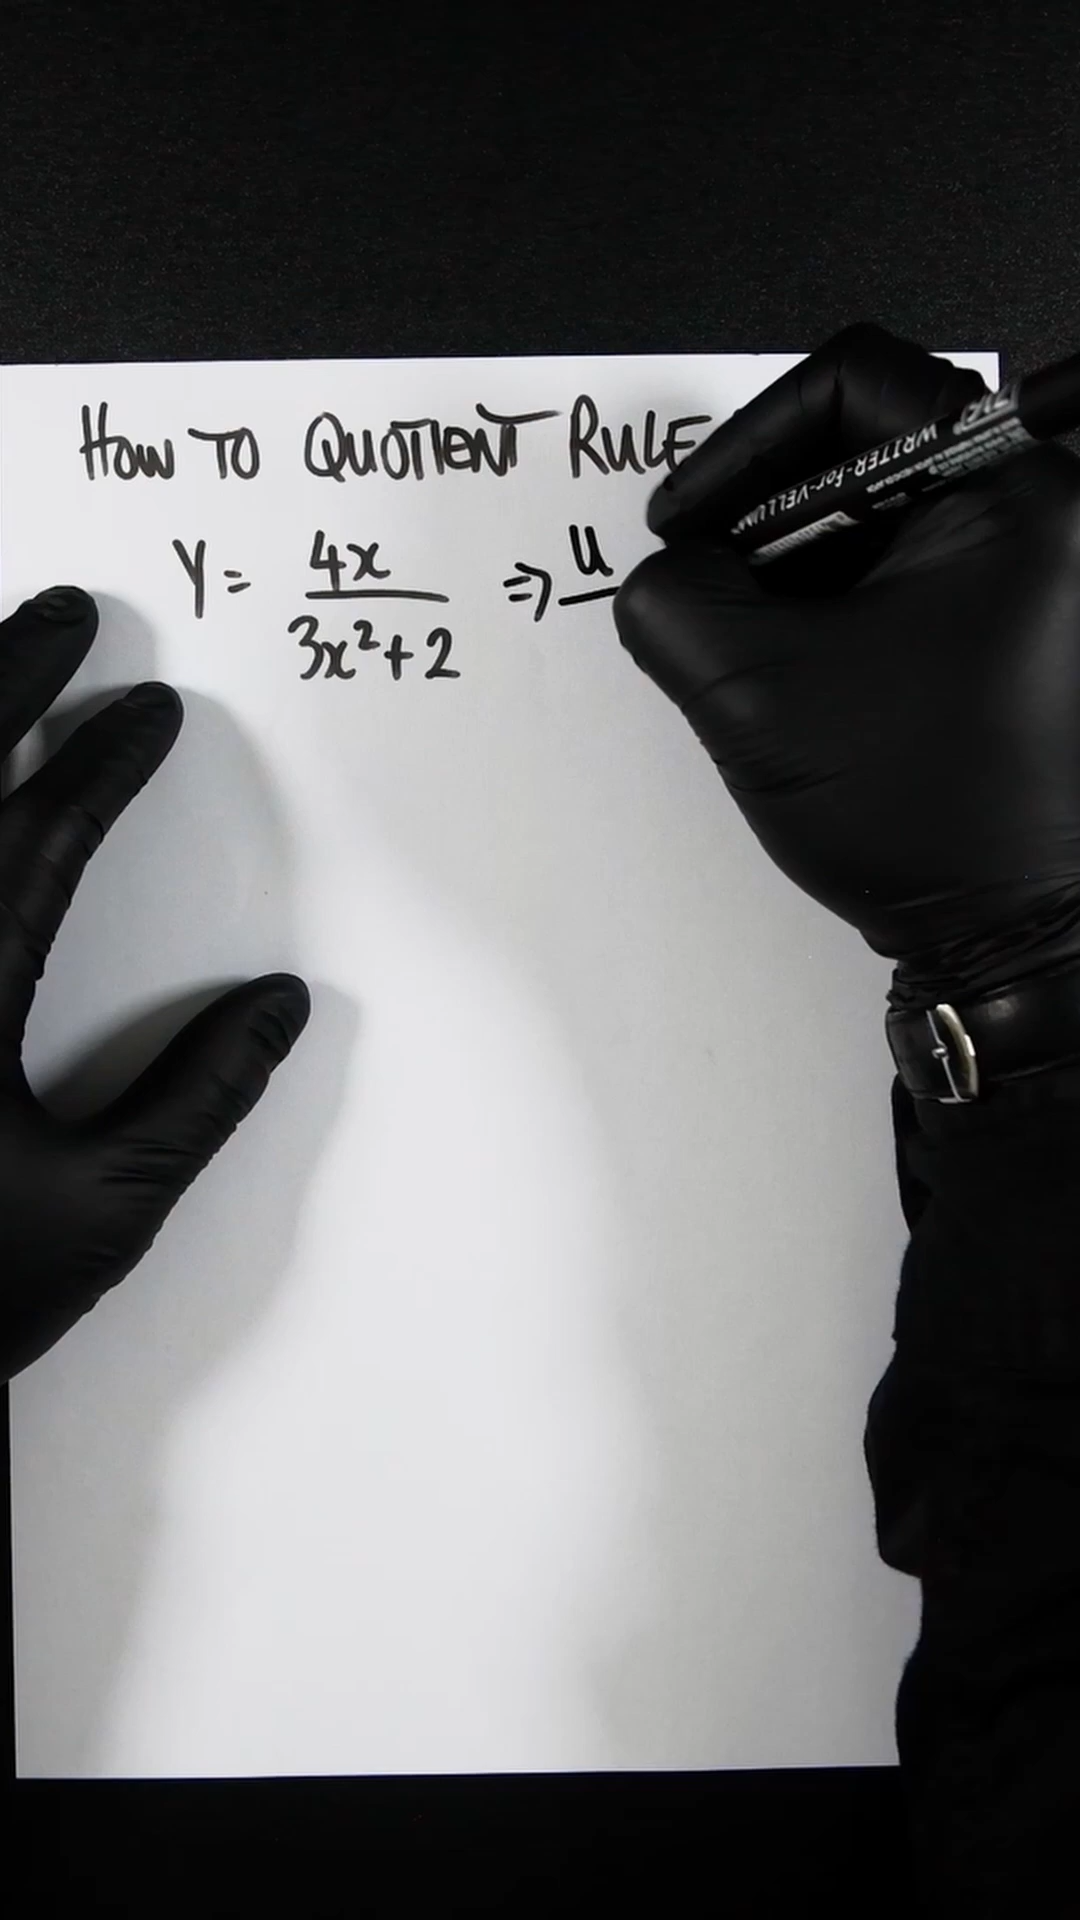 How TO QUOTIENT RULE
Y = 4x / 3x²+2 => u /
WRITER-for-VELLUM